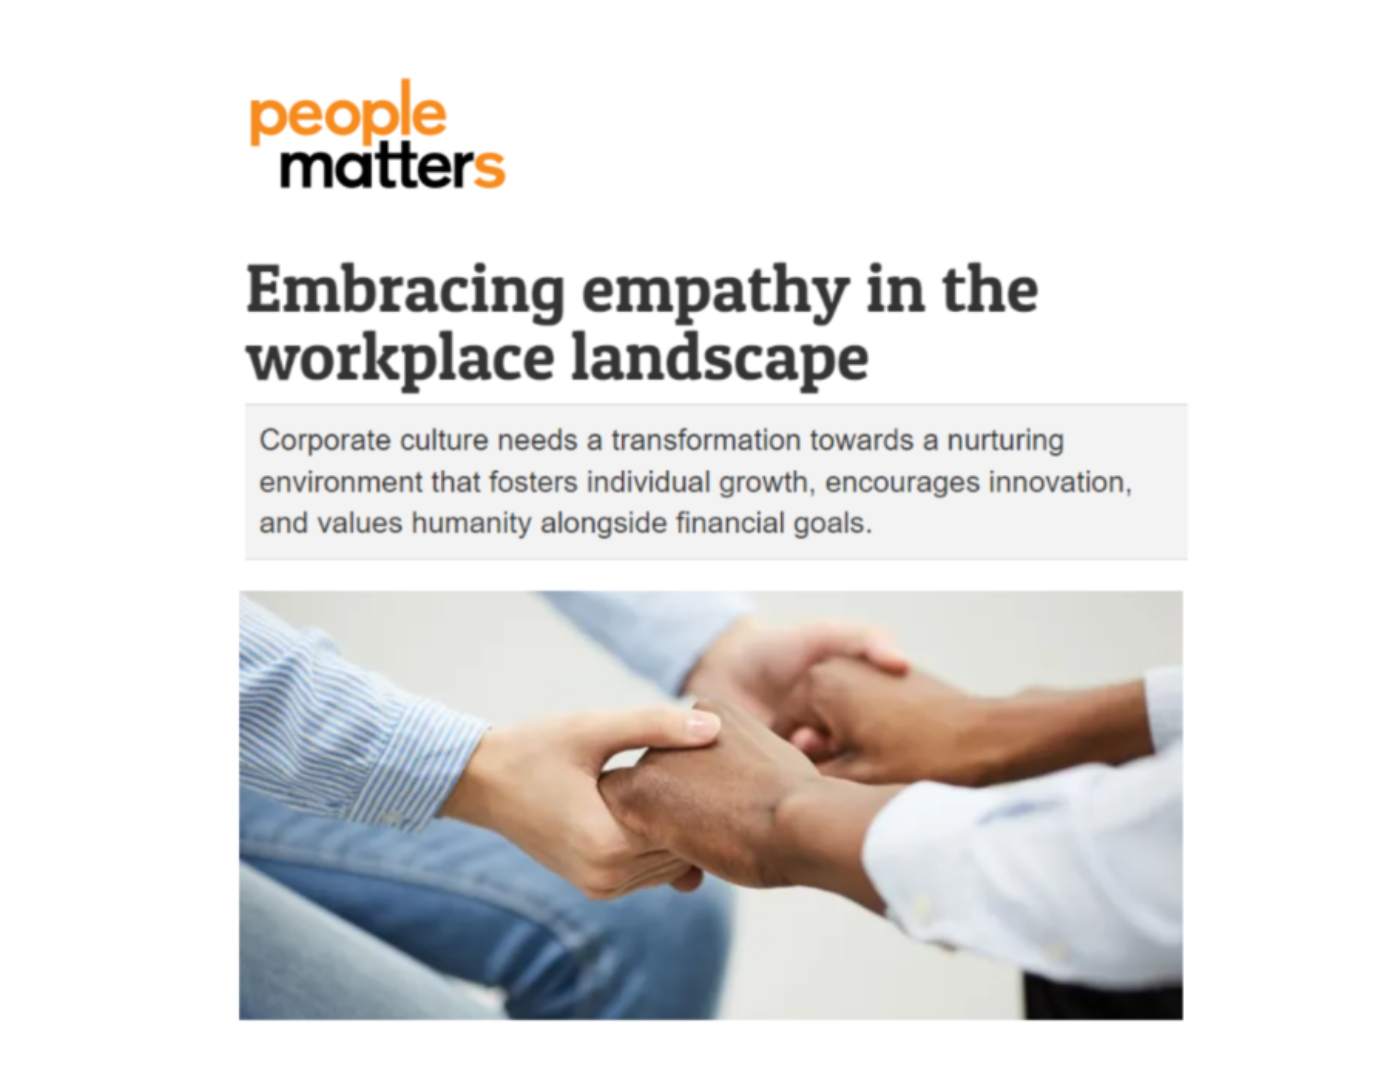 people
matters
Embracing empathy in the
workplace landscape
Corporate culture needs a transformation towards a nurturing
environment that fosters individual growth, encourages innovation,
and values humanity alongside financial goals.